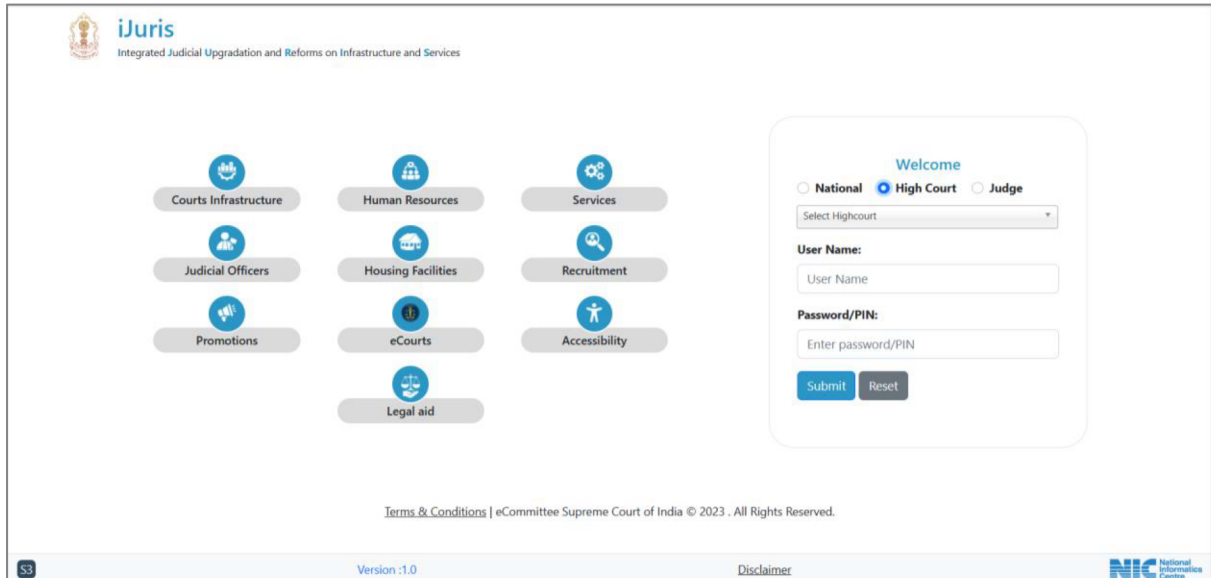 iJuris
Integrated Judicial Upgradation and Reforms on Infrastructure and Services
Courts Infrastructure
Human Resources
Services
Judicial Officers
Housing Facilities
Recruitment
Promotions
eCourts
Accessibility
Legal aid
Welcome
National High Court Judge
Select Highcourt
User Name:
User Name
Password/PIN:
Enter password/PIN
Submit Reset
Terms & Conditions | eCommittee Supreme Court of India © 2023 . All Rights Reserved.
S3 Version :1.0 Disclaimer
NIC National
Informatics
Centre